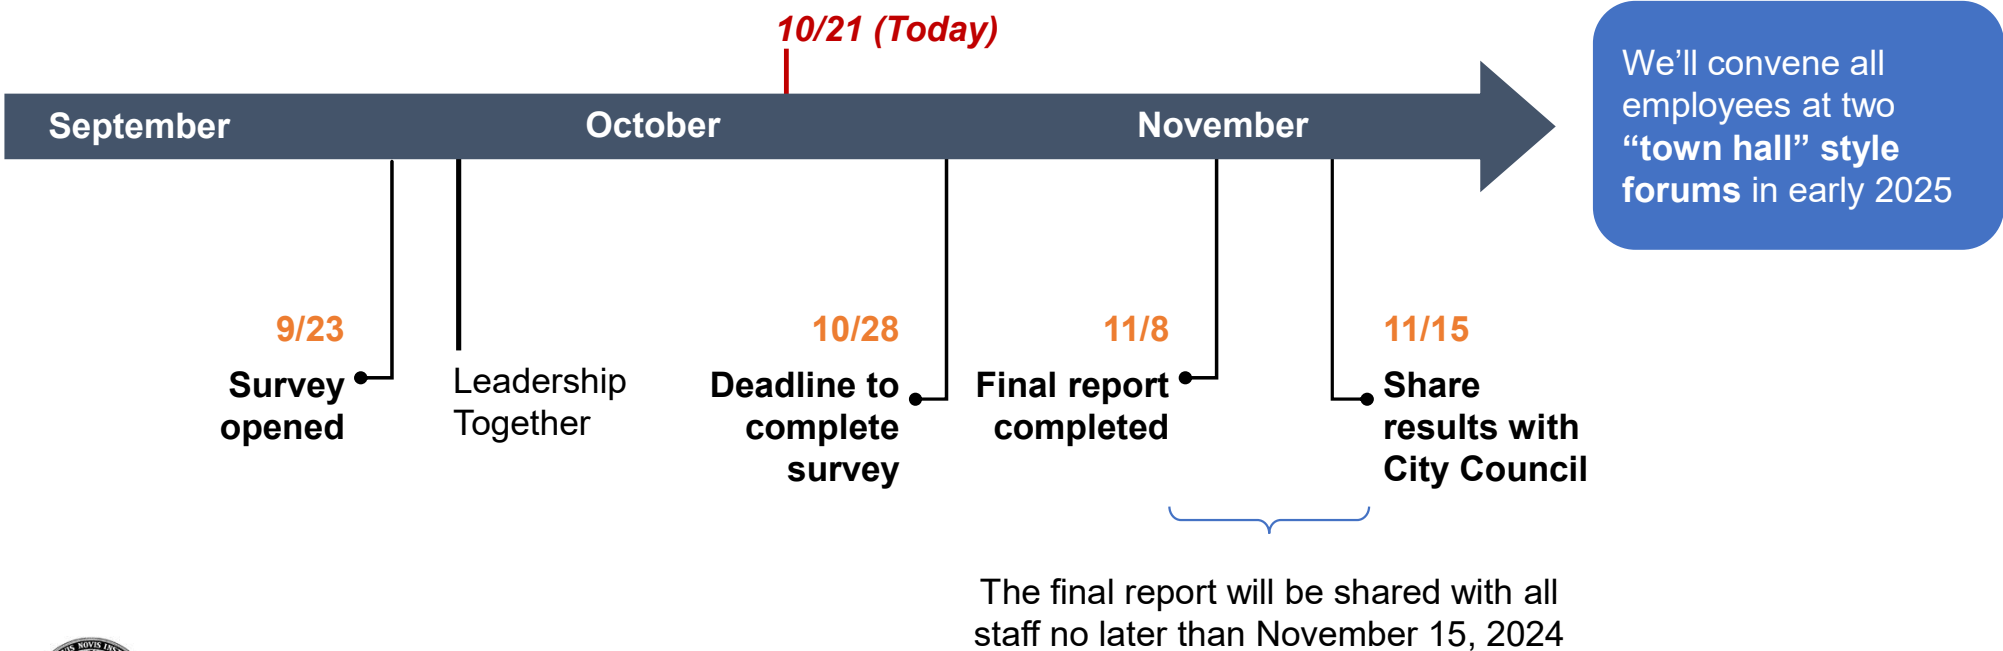 10/21 (Today)
September
October
November
We’ll convene all
employees at two
“town hall” style
forums in early 2025
9/23
Survey
opened
Leadership
Together
10/28
Deadline to
complete
survey
11/8
Final report
completed
11/15
Share
results with
City Council
The final report will be shared with all
staff no later than November 15, 2024
NOVIS